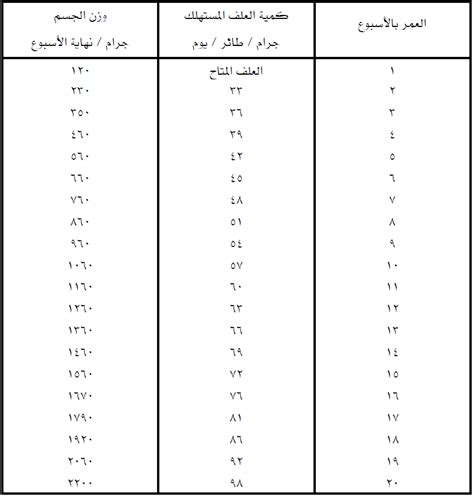 العمر بالأسبوع	كمية العلف المستهلك	وزن الجسم
جرام / طائر / يوم	جرام / نهاية الأسبوع
١	العلف المتاح	١٢٠
٢	٣٣	٢٣٠
٣	٣٦	٣٥٠
٤	٣٩	٤٦٠
٥	٤٢	٥٦٠
٦	٤٥	٦٦٠
٧	٤٨	٧٦٠
٨	٥١	٨٦٠
٩	٥٤	٩٦٠
١٠	٥٧	١٠٦٠
١١	٦٠	١١٦٠
١٢	٦٣	١٢٦٠
١٣	٦٦	١٣٦٠
١٤	٦٩	١٤٦٠
١٥	٧٢	١٥٦٠
١٦	٧٦	١٦٧٠
١٧	٨١	١٧٩٠
١٨	٨٦	١٩٢٠
١٩	٩٢	٢٠٦٠
٢٠	٩٨	٢٢٠٠